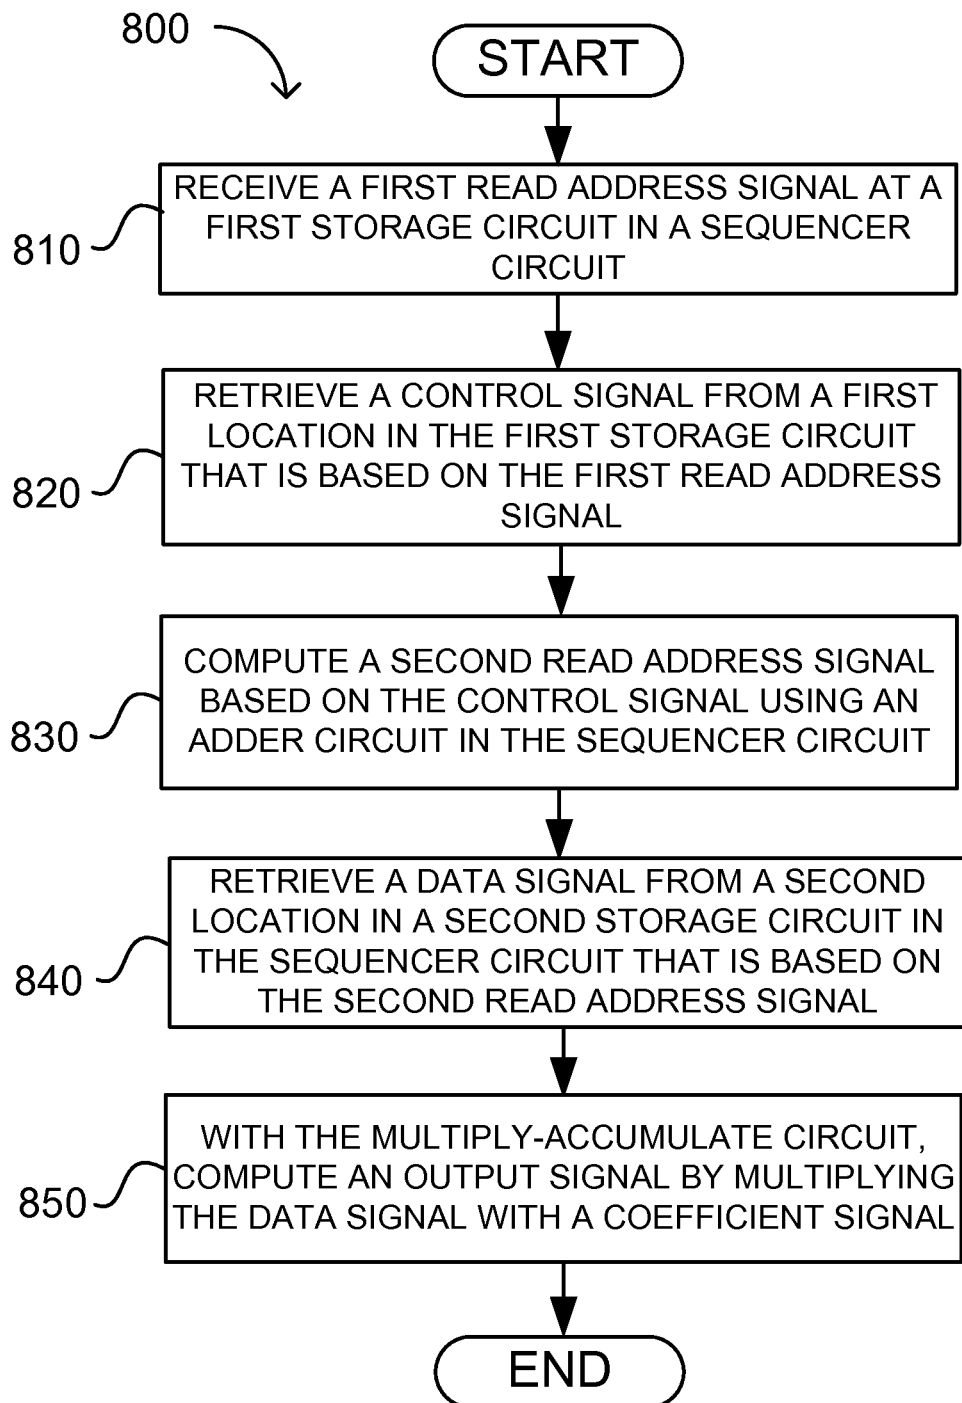 800
START
810
RECEIVE A FIRST READ ADDRESS SIGNAL AT A
FIRST STORAGE CIRCUIT IN A SEQUENCER
CIRCUIT
820
RETRIEVE A CONTROL SIGNAL FROM A FIRST
LOCATION IN THE FIRST STORAGE CIRCUIT
THAT IS BASED ON THE FIRST READ ADDRESS
SIGNAL
830
COMPUTE A SECOND READ ADDRESS SIGNAL
BASED ON THE CONTROL SIGNAL USING AN
ADDER CIRCUIT IN THE SEQUENCER CIRCUIT
840
RETRIEVE A DATA SIGNAL FROM A SECOND
LOCATION IN A SECOND STORAGE CIRCUIT IN
THE SEQUENCER CIRCUIT THAT IS BASED ON
THE SECOND READ ADDRESS SIGNAL
850
WITH THE MULTIPLY-ACCUMULATE CIRCUIT,
COMPUTE AN OUTPUT SIGNAL BY MULTIPLYING
THE DATA SIGNAL WITH A COEFFICIENT SIGNAL
END